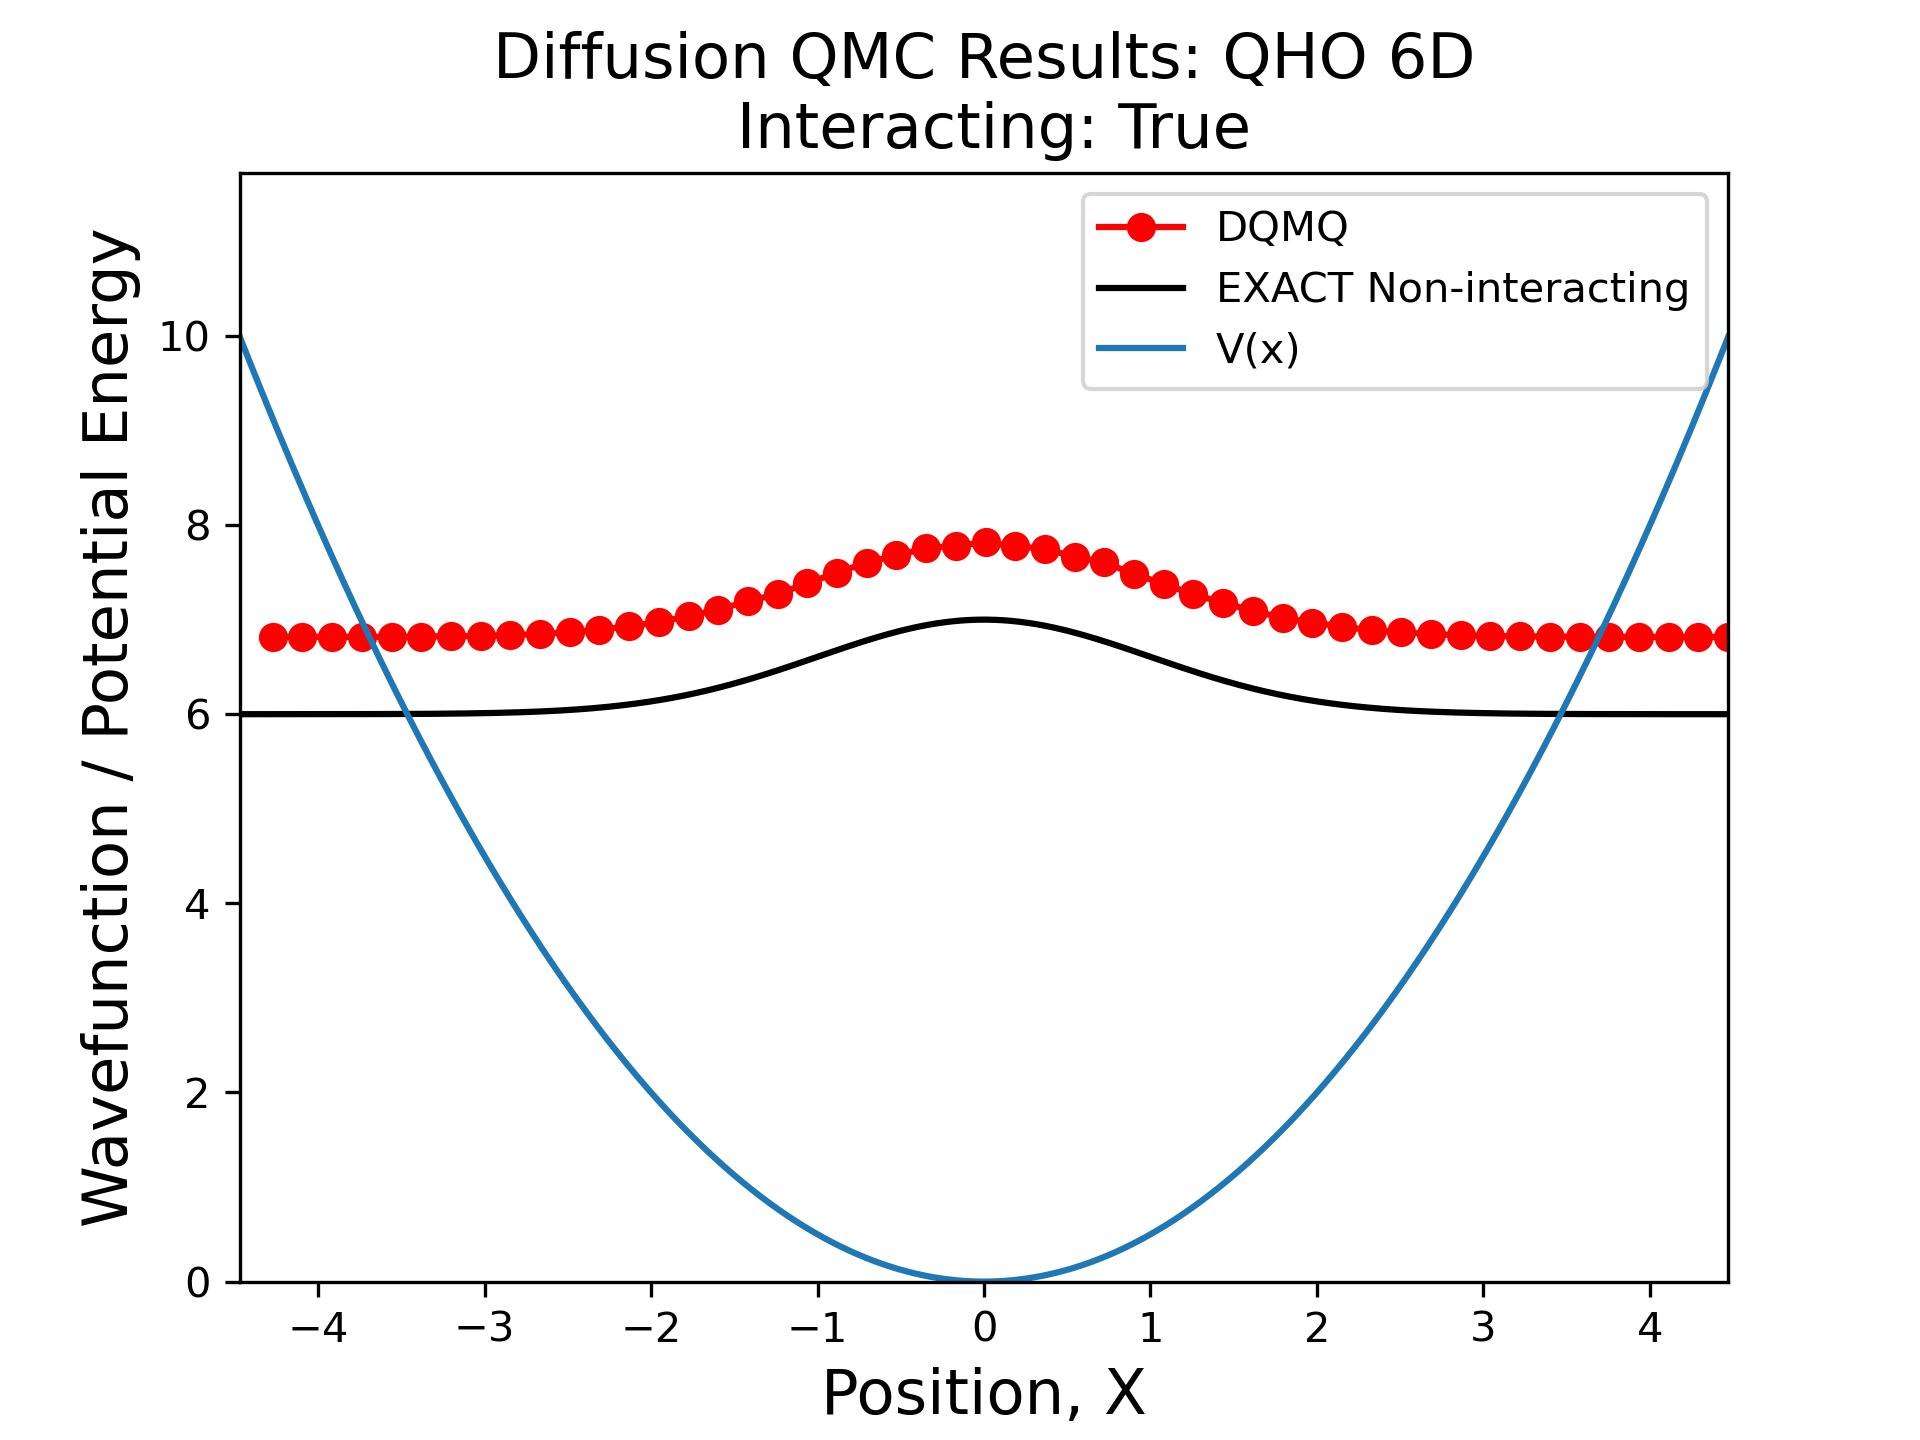 Diffusion QMC Results: QHO 6D
Interacting: True
DQMQ
EXACT Non-interacting
V(x)
Wavefunction / Potential Energy
10
8
6
4
2
0
−4 −3 −2 −1 0 1 2 3 4
Position, X